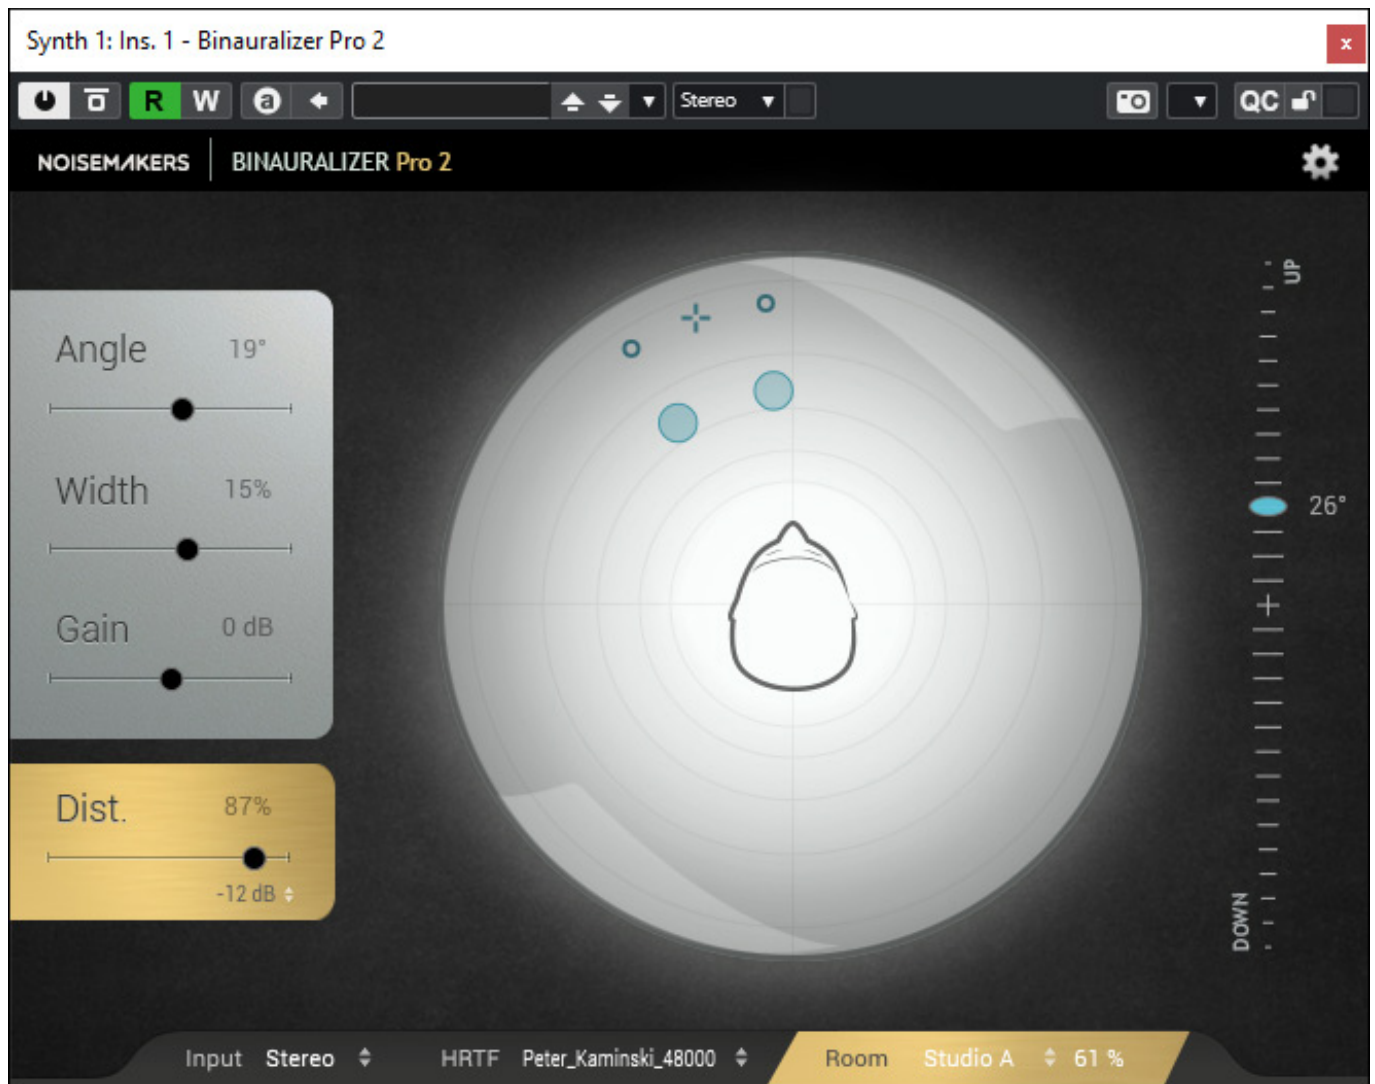 Synth 1: Ins. 1 - Binauralizer Pro 2
x
R W a Stereo QC
NOISEMAKERS BINAURALIZER Pro 2
UP
Angle 19°
Width 15%
26°
Gain 0 dB
Dist. 87%
-12 dB
DOWN
Input Stereo HRTF Peter_Kaminski_48000 Room Studio A 61 %